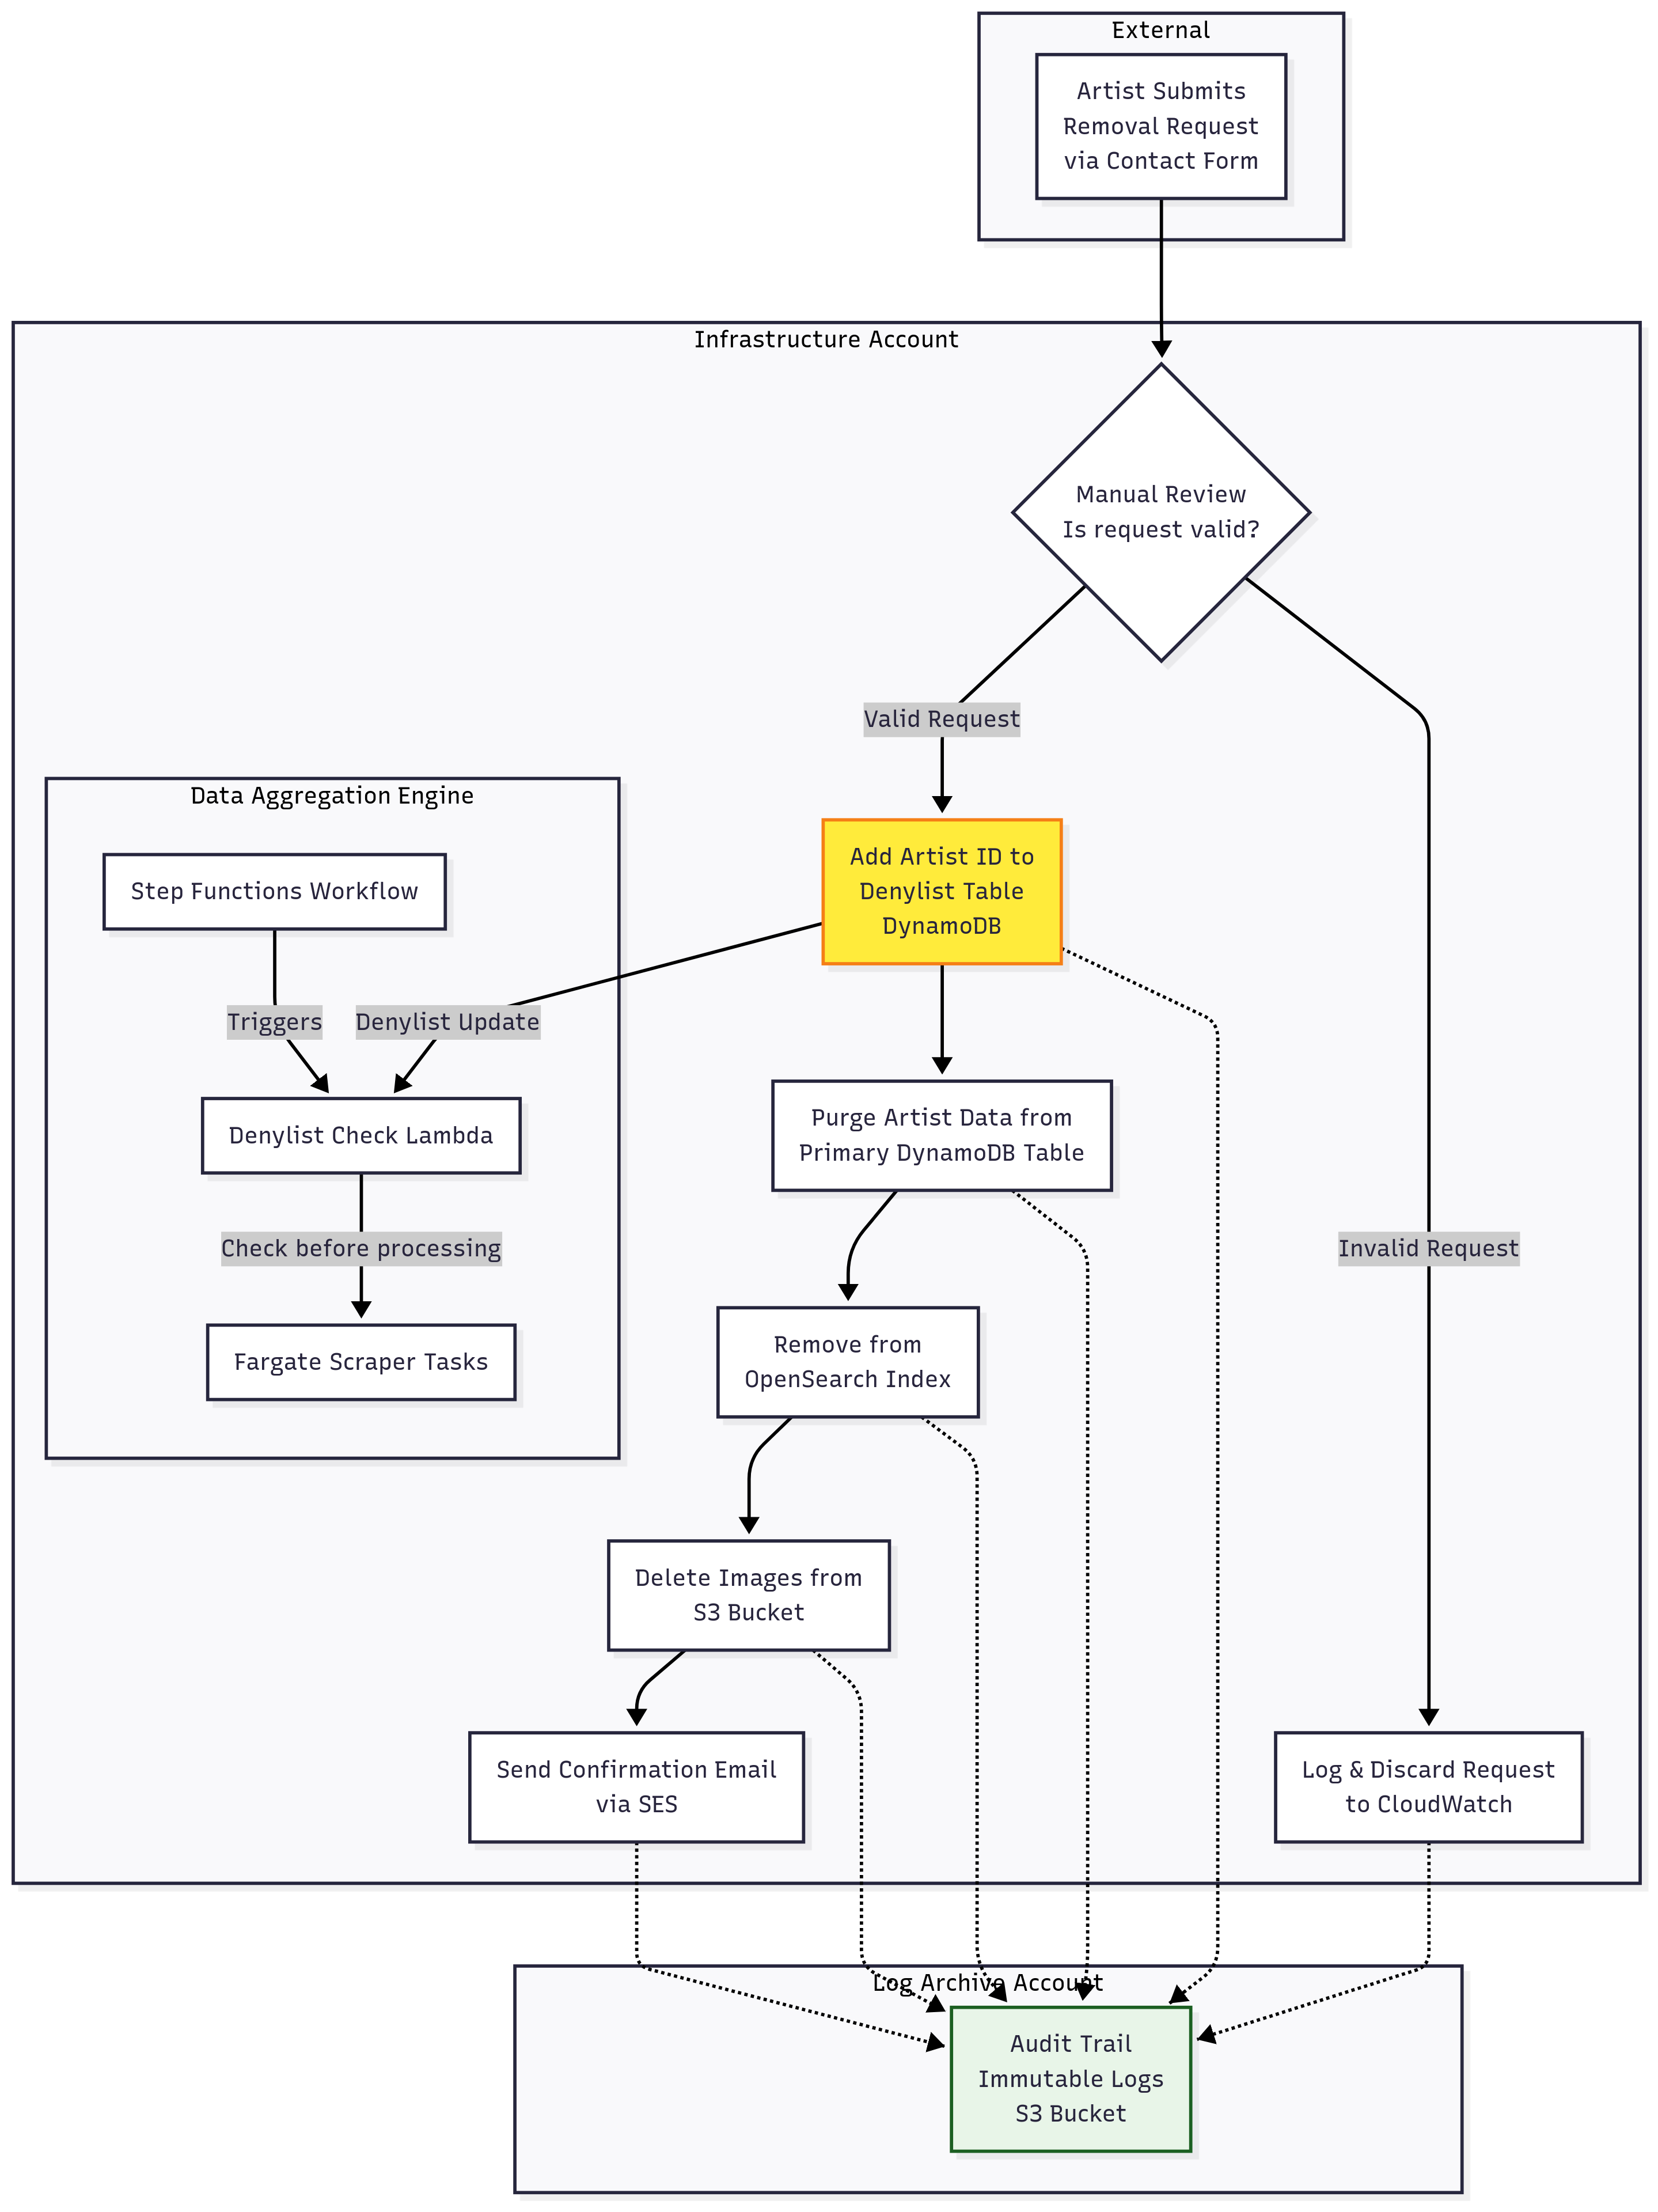 External
Artist Submits
Removal Request
via Contact Form
Infrastructure Account
Manual Review
Is request valid?
Valid Request
Data Aggregation Engine
Add Artist ID to
Denylist Table
DynamoDB
Step Functions Workflow
Triggers
Denylist Update
Purge Artist Data from
Primary DynamoDB Table
Denylist Check Lambda
Check before processing
Invalid Request
Remove from
OpenSearch Index
Fargate Scraper Tasks
Delete Images from
S3 Bucket
Send Confirmation Email
via SES
Log & Discard Request
to CloudWatch
Log Archive Account
Audit Trail
Immutable Logs
S3 Bucket